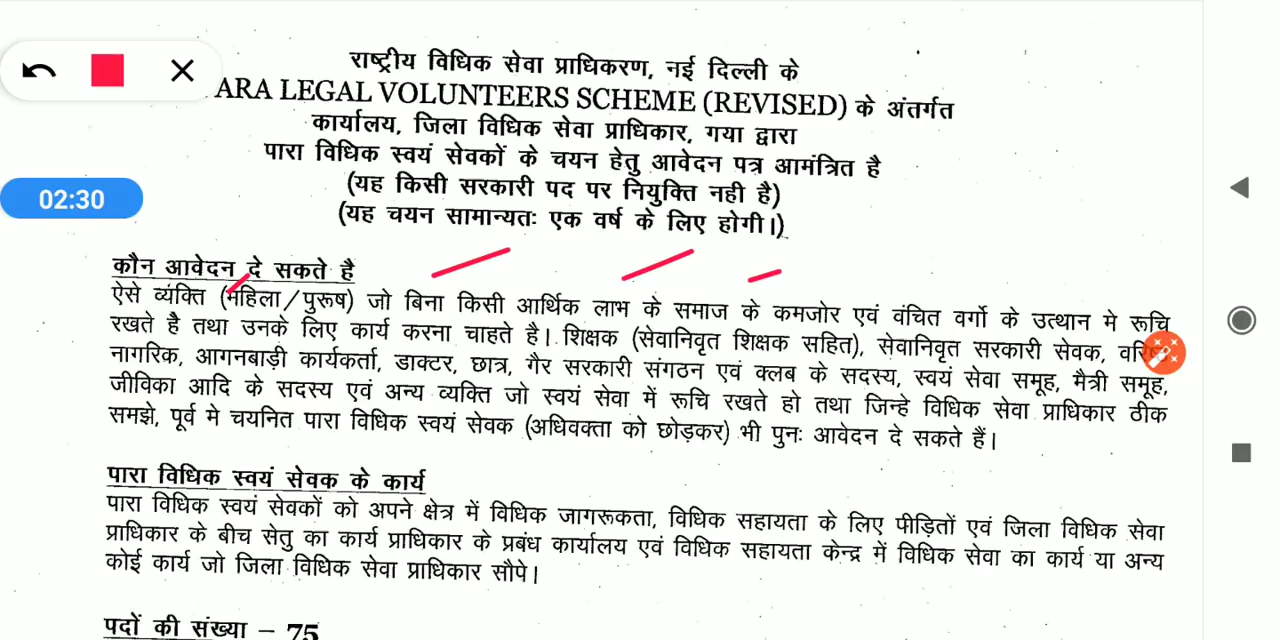 राष्ट्रीय विधिक सेवा प्राधिकरण, नई दिल्ली के
ARA LEGAL VOLUNTEERS SCHEME (REVISED) के अंतर्गत
कार्यालय, जिला विधिक सेवा प्राधिकार, गया द्वारा
पारा विधिक स्वयं सेवकों के चयन हेतु आवेदन पत्र आमंत्रित है
(यह किसी सरकारी पद पर नियुक्ति नही है)
02:30
(यह चयन सामान्यतः एक वर्ष के लिए होगी।)
कौन आवेदन दे सकते है
ऐसे व्यंक्ति (महिला/पुरूष) जो बिना किसी आर्थिक लाभ के समाज के कमजोर एवं वंचित वर्गो के उत्थान मे रूचि
रखते है तथा उनके लिए कार्य करना चाहते है। शिक्षक (सेवानिवृत शिक्षक सहित), सेवानिवृत सरकारी सेवक, वरिष्ठ
नागरिक, आगनबाड़ी कार्यकर्ता, डाक्टर, छात्र, गैर सरकारी संगठन एवं क्लब के सदस्य, स्वयं सेवा समूह, मैत्री समूह,
जीविका आदि के सदस्य एवं अन्य व्यक्ति जो स्वयं सेवा में रूचि रखते हो तथा जिन्हे विधिक सेवा प्राधिकार ठीक
समझे, पूर्व मे चयनित पारा विधिक स्वयं सेवक (अधिवक्ता को छोड़कर) भी पुनः आवेदन दे सकते हैं।
पारा विधिक स्वयं सेवक के कार्य
पारा विधिक स्वयं सेवकों को अपने क्षेत्र में विधिक जागरूकता, विधिक सहायता के लिए पीड़ितों एवं जिला विधिक सेवा
प्राधिकार के बीच सेतु का कार्य प्राधिकार के प्रबंध कार्यालय एवं विधिक सहायता केन्द्र में विधिक सेवा का कार्य या अन्य
कोई कार्य जो जिला विधिक सेवा प्राधिकार सौपे।
पदों की संख्या – 75